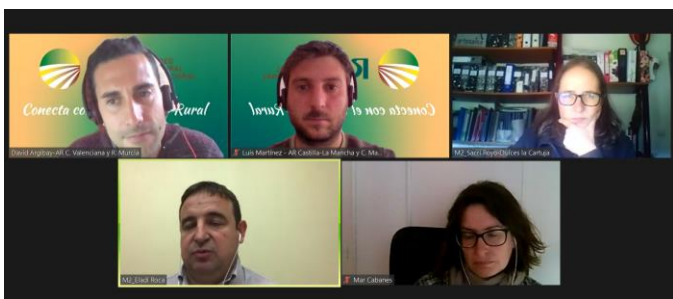 Conecta co
Rural
R
Conecta con el
Rural
David Argibay-AR C. Valenciana y R. Murcia
Luis Martínez - AR Castilla-La Mancha y C. Ma...
M2_Sacri Royo-Dulces la Cartuja
M2_Eladi Roca
Mar Cabanes